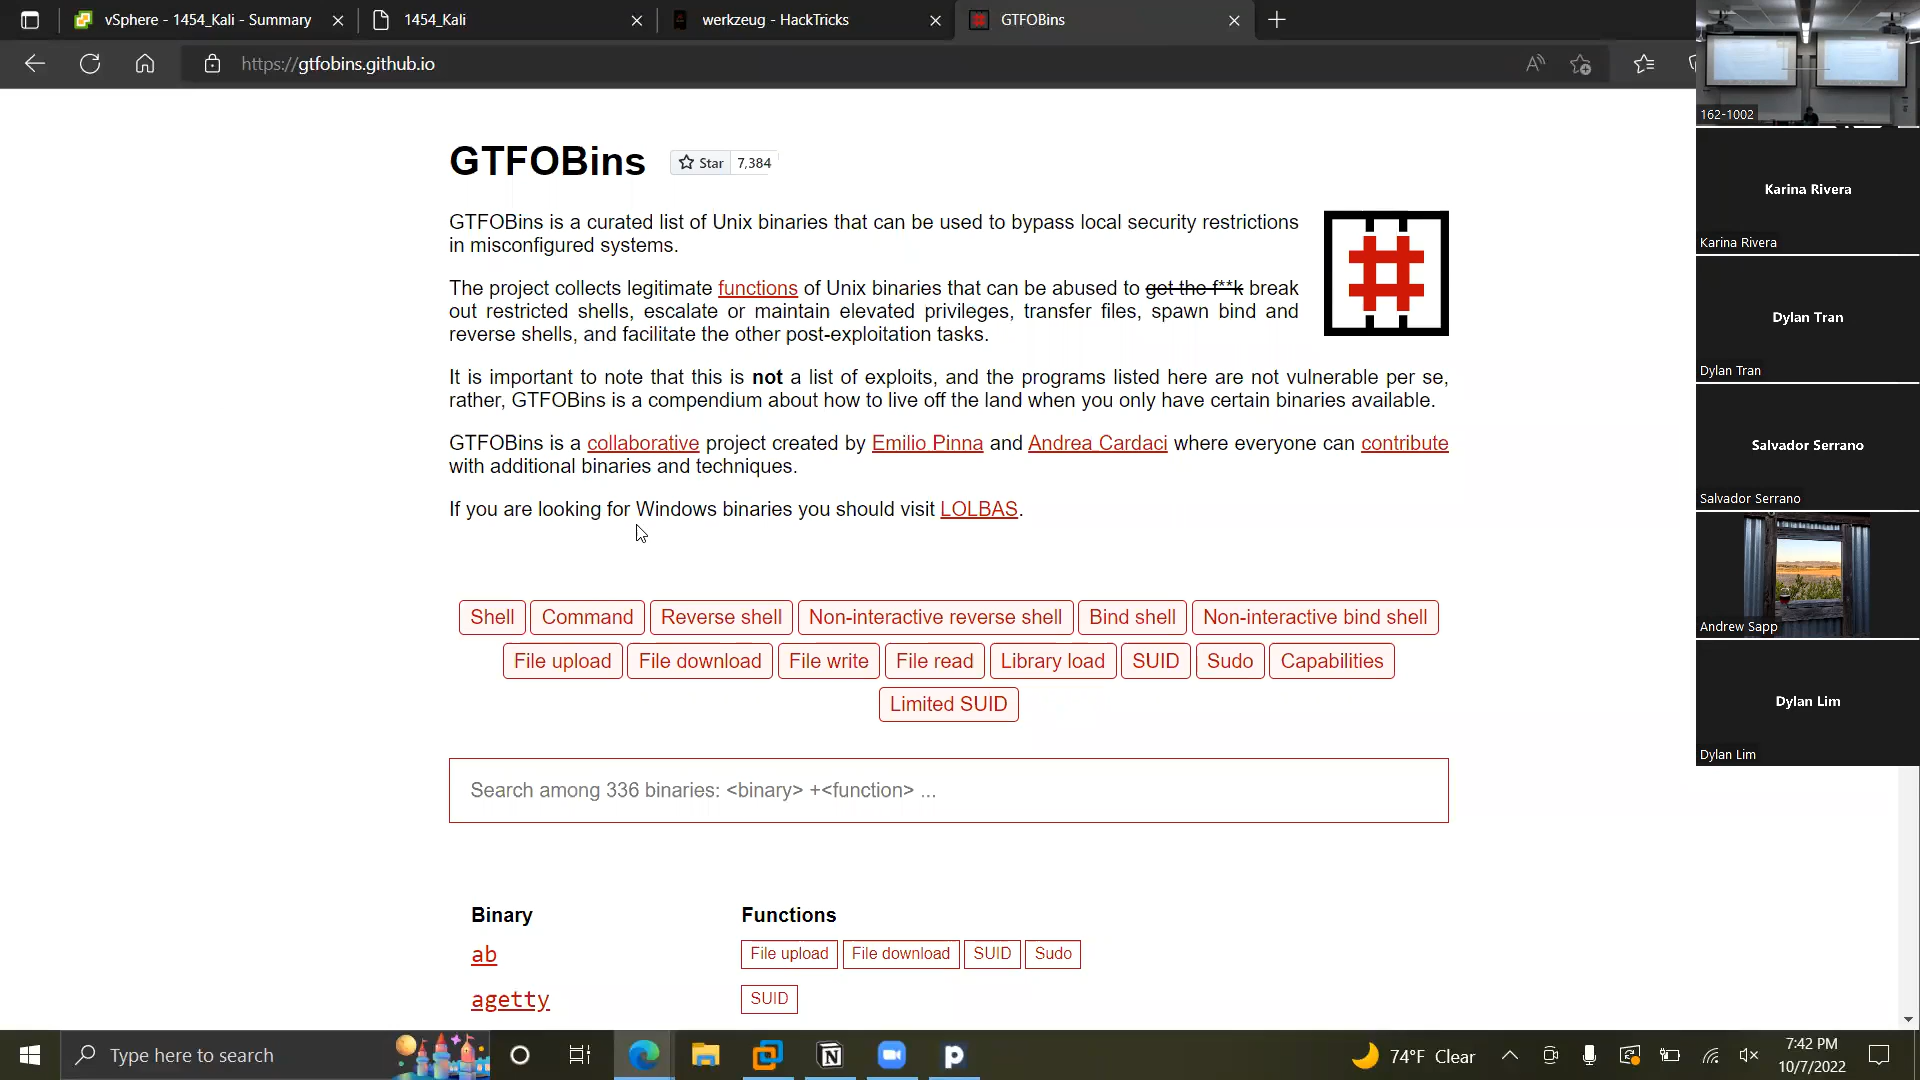 vSphere - 1454_Kali - Summary
1454_Kali
werkzeug - HackTricks
GTFOBins
https://gtfobins.github.io
GTFOBins
Star 7,384
GTFOBins is a curated list of Unix binaries that can be used to bypass local security restrictions
in misconfigured systems.
The project collects legitimate functions of Unix binaries that can be abused to get the f**k break
out restricted shells, escalate or maintain elevated privileges, transfer files, spawn bind and
reverse shells, and facilitate the other post-exploitation tasks.
It is important to note that this is not a list of exploits, and the programs listed here are not vulnerable per se,
rather, GTFOBins is a compendium about how to live off the land when you only have certain binaries available.
GTFOBins is a collaborative project created by Emilio Pinna and Andrea Cardaci where everyone can contribute
with additional binaries and techniques.
If you are looking for Windows binaries you should visit LOLBAS.
Shell Command Reverse shell Non-interactive reverse shell Bind shell Non-interactive bind shell
File upload File download File write File read Library load SUID Sudo Capabilities
Limited SUID
Search among 336 binaries: <binary> +<function> ...
Binary Functions
ab File upload File download SUID Sudo
agetty SUID
162-1002
Karina Rivera
Karina Rivera
Dylan Tran
Dylan Tran
Salvador Serrano
Salvador Serrano
Andrew Sapp
Dylan Lim
Dylan Lim
Type here to search
74°F Clear
7:42 PM
10/7/2022